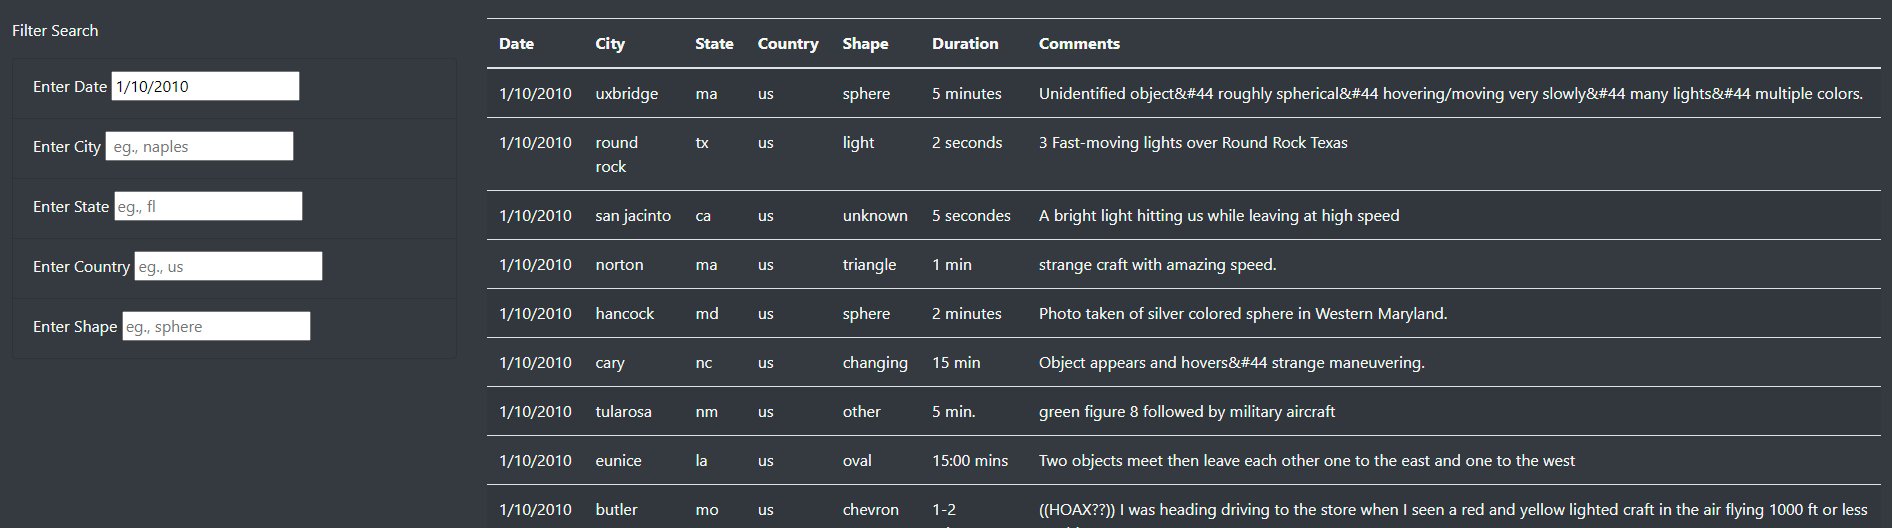 Filter Search
Enter Date 1/10/2010
Enter City eg., naples
Enter State eg., fl
Enter Country eg., us
Enter Shape eg., sphere
Date City State Country Shape Duration Comments
1/10/2010 uxbridge ma us sphere 5 minutes Unidentified object&#44 roughly spherical&#44 hovering/moving very slowly&#44 many lights&#44 multiple colors.
1/10/2010 round tx us light 2 seconds 3 Fast-moving lights over Round Rock Texas
rock
1/10/2010 san jacinto ca us unknown 5 secondes A bright light hitting us while leaving at high speed
1/10/2010 norton ma us triangle 1 min strange craft with amazing speed.
1/10/2010 hancock md us sphere 2 minutes Photo taken of silver colored sphere in Western Maryland.
1/10/2010 cary nc us changing 15 min Object appears and hovers&#44 strange maneuvering.
1/10/2010 tularosa nm us other 5 min. green figure 8 followed by military aircraft
1/10/2010 eunice la us oval 15:00 mins Two objects meet then leave each other one to the east and one to the west
1/10/2010 butler mo us chevron 1-2 ((HOAX??)) I was heading driving to the store when I seen a red and yellow lighted craft in the air flying 1000 ft or less